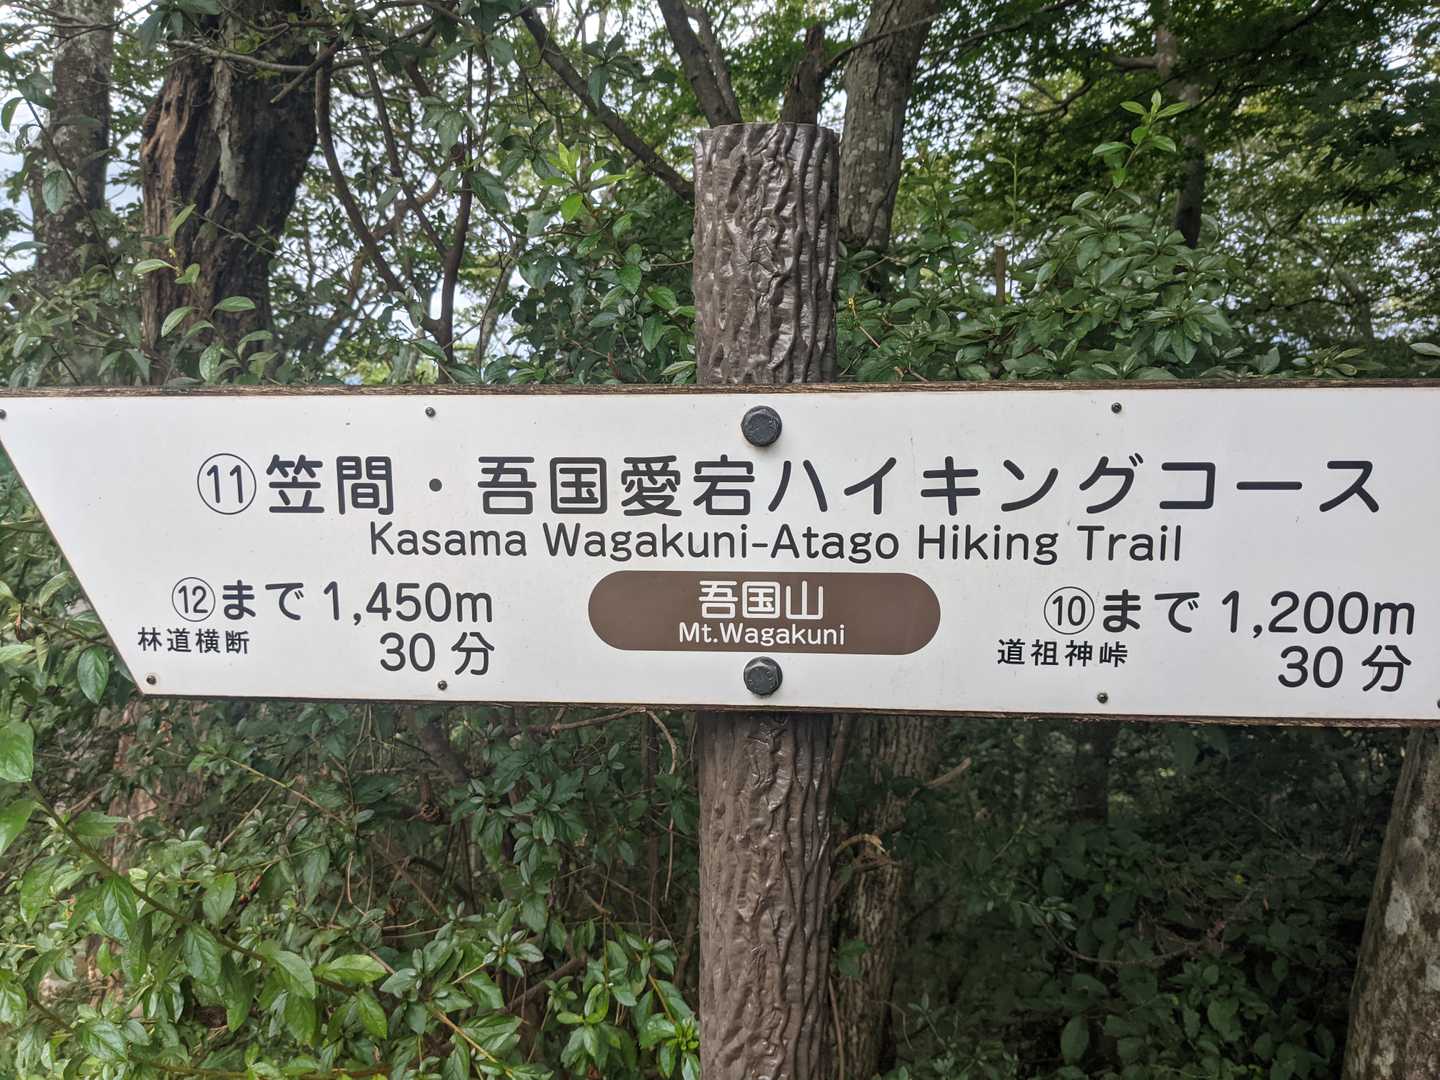 ⑪笠間・吾国愛宕ハイキングコース
Kasama Wagakuni-Atago Hiking Trail
⑫まで 1,450m
林道横断 30分
吾国山
Mt.Wagakuni
⑩まで 1,200m
道祖神峠 30分